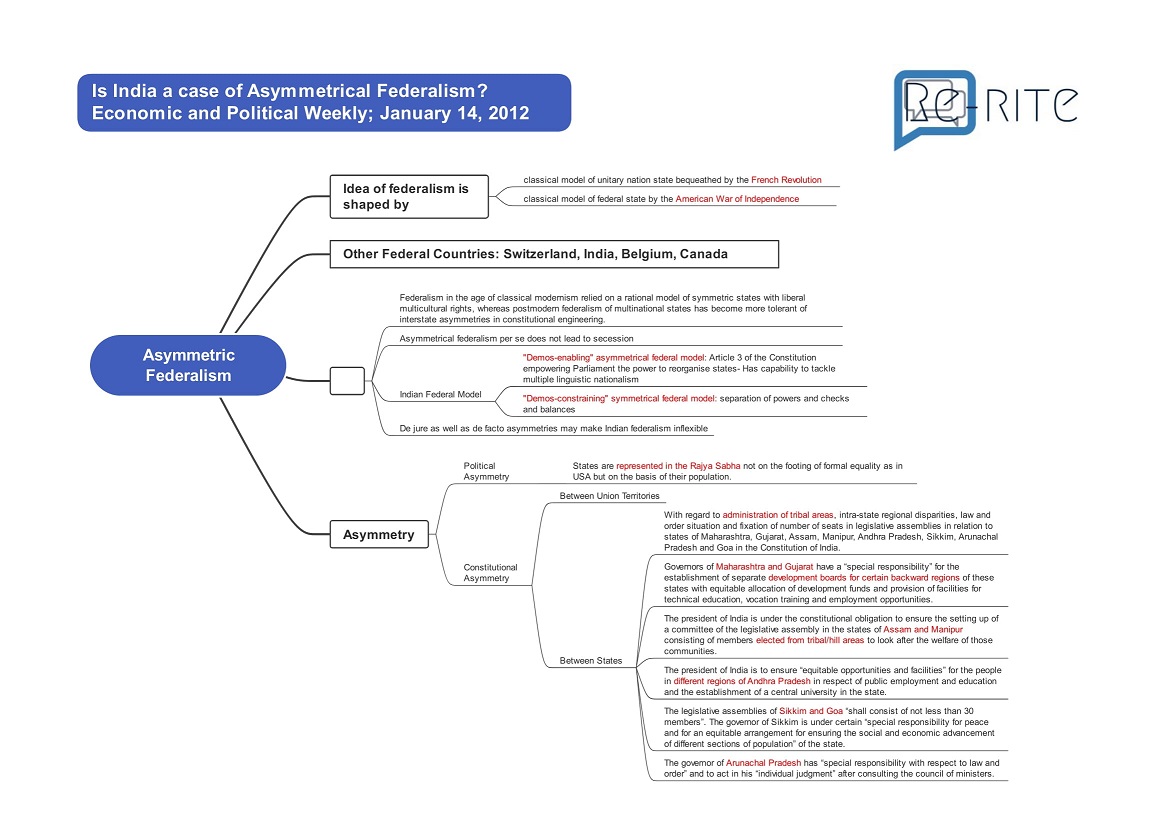 Is India a case of Asymmetrical Federalism?
Economic and Political Weekly; January 14, 2012
Re-RITE
Idea of federalism is
shaped by
classical model of unitary nation state bequeathed by the French Revolution
classical model of federal state by the American War of Independence
Other Federal Countries: Switzerland, India, Belgium, Canada
Asymmetric
Federalism
Federalism in the age of classical modernism relied on a rational model of symmetric states with liberal
multicultural rights, whereas postmodern federalism of multinational states has become more tolerant of
interstate asymmetries in constitutional engineering.
Asymmetrical federalism per se does not lead to secession
Indian Federal Model
"Demos-enabling" asymmetrical federal model: Article 3 of the Constitution
empowering Parliament the power to reorganise states- Has capability to tackle
multiple linguistic nationalism
"Demos-constraining" symmetrical federal model: separation of powers and checks
and balances
De jure as well as de facto asymmetries may make Indian federalism inflexible
Asymmetry
Political
Asymmetry
States are represented in the Rajya Sabha not on the footing of formal equality as in
USA but on the basis of their population.
Constitutional
Asymmetry
Between Union Territories
Between States
With regard to administration of tribal areas, intra-state regional disparities, law and
order situation and fixation of number of seats in legislative assemblies in relation to
states of Maharashtra, Gujarat, Assam, Manipur, Andhra Pradesh, Sikkim, Arunachal
Pradesh and Goa in the Constitution of India.
Governors of Maharashtra and Gujarat have a “special responsibility” for the
establishment of separate development boards for certain backward regions of these
states with equitable allocation of development funds and provision of facilities for
technical education, vocation training and employment opportunities.
The president of India is under the constitutional obligation to ensure the setting up of
a committee of the legislative assembly in the states of Assam and Manipur
consisting of members elected from tribal/hill areas to look after the welfare of those
communities.
The president of India is to ensure “equitable opportunities and facilities” for the people
in different regions of Andhra Pradesh in respect of public employment and education
and the establishment of a central university in the state.
The legislative assemblies of Sikkim and Goa “shall consist of not less than 30
members”. The governor of Sikkim is under certain “special responsibility for peace
and for an equitable arrangement for ensuring the social and economic advancement
of different sections of population” of the state.
The governor of Arunachal Pradesh has “special responsibility with respect to law and
order” and to act in his “individual judgment” after consulting the council of ministers.